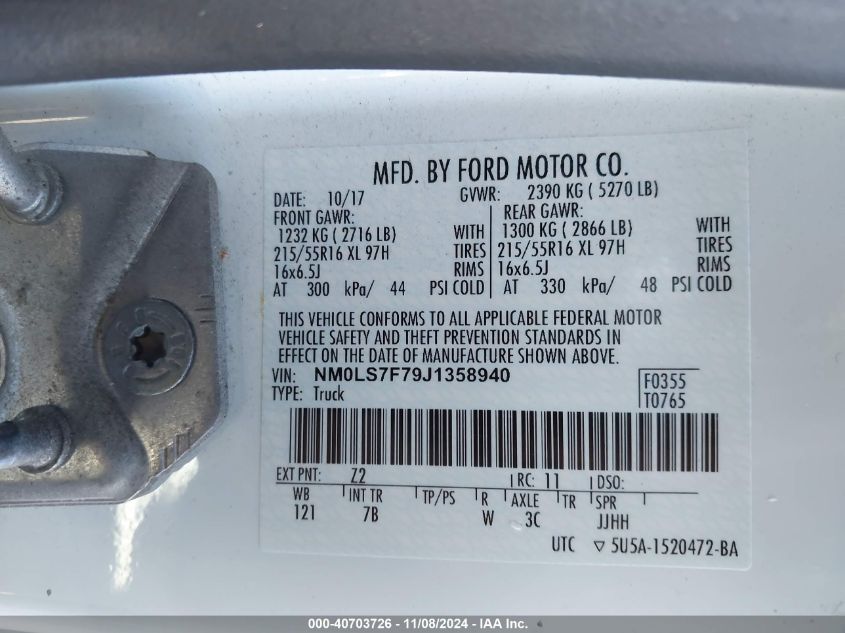 MFD. BY FORD MOTOR CO.
DATE: 10/17 GVWR: 2390 KG ( 5270 LB)
FRONT GAWR: REAR GAWR:
1232 KG ( 2716 LB) WITH 1300 KG ( 2866 LB) WITH
215/55R16 XL 97H TIRES 215/55R16 XL 97H TIRES
16x6.5J RIMS 16x6.5J RIMS
AT 300 kPa/ 44 PSI COLD AT 330 kPa/ 48 PSI COLD
THIS VEHICLE CONFORMS TO ALL APPLICABLE FEDERAL MOTOR
VEHICLE SAFETY AND THEFT PREVENTION STANDARDS IN
EFFECT ON THE DATE OF MANUFACTURE SHOWN ABOVE.
VIN: NM0LS7F79J1358940 F0355
TYPE: Truck T0765
EXT PNT: Z2 RC: 11 DSO:
WB INT TR TP/PS R AXLE TR SPR
121 7B W 3C JJHH
UTC ▽ 5U5A-1520472-BA
000-40703726 - 11/08/2024 - IAA Inc.